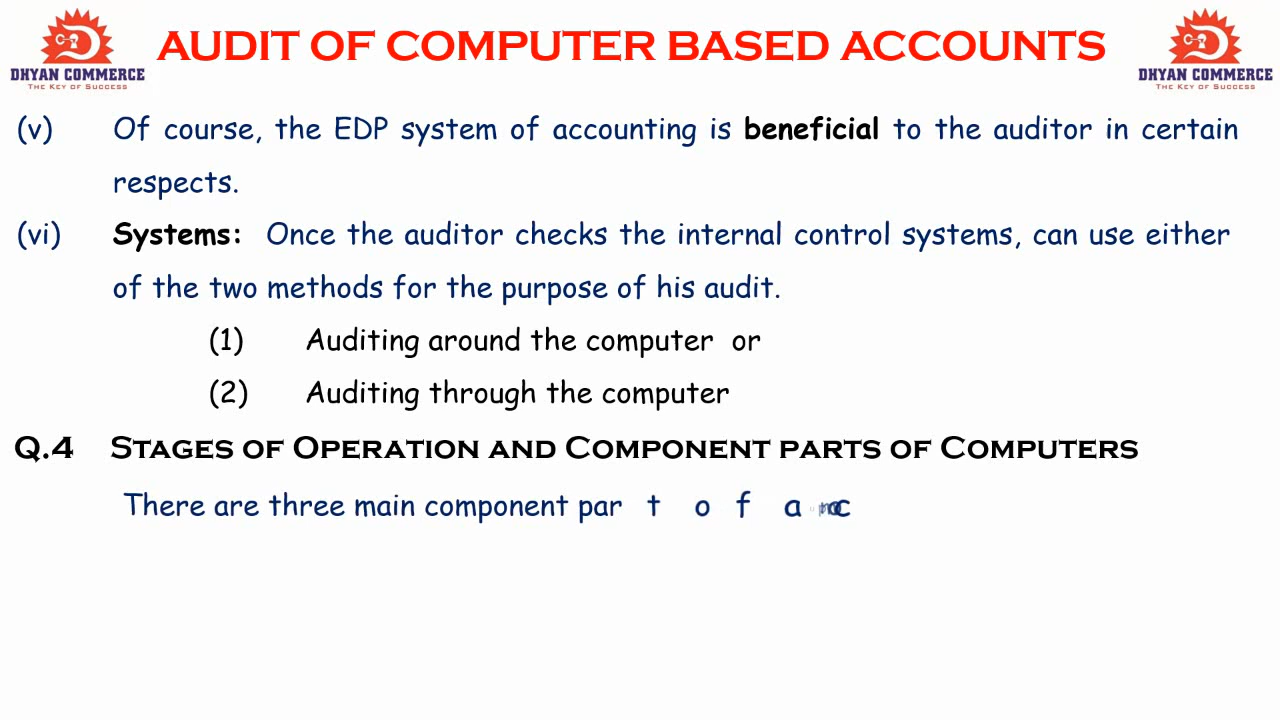 AUDIT OF COMPUTER BASED ACCOUNTS
DHYAN COMMERCE
THE KEY OF SUCCESS
DHYAN COMMERCE
THE KEY OF SUCCESS
(v) Of course, the EDP system of accounting is beneficial to the auditor in certain
respects.
(vi) Systems: Once the auditor checks the internal control systems, can use either
of the two methods for the purpose of his audit.
(1) Auditing around the computer or
(2) Auditing through the computer
Q.4 STAGES OF OPERATION AND COMPONENT PARTS OF COMPUTERS
There are three main component part of a